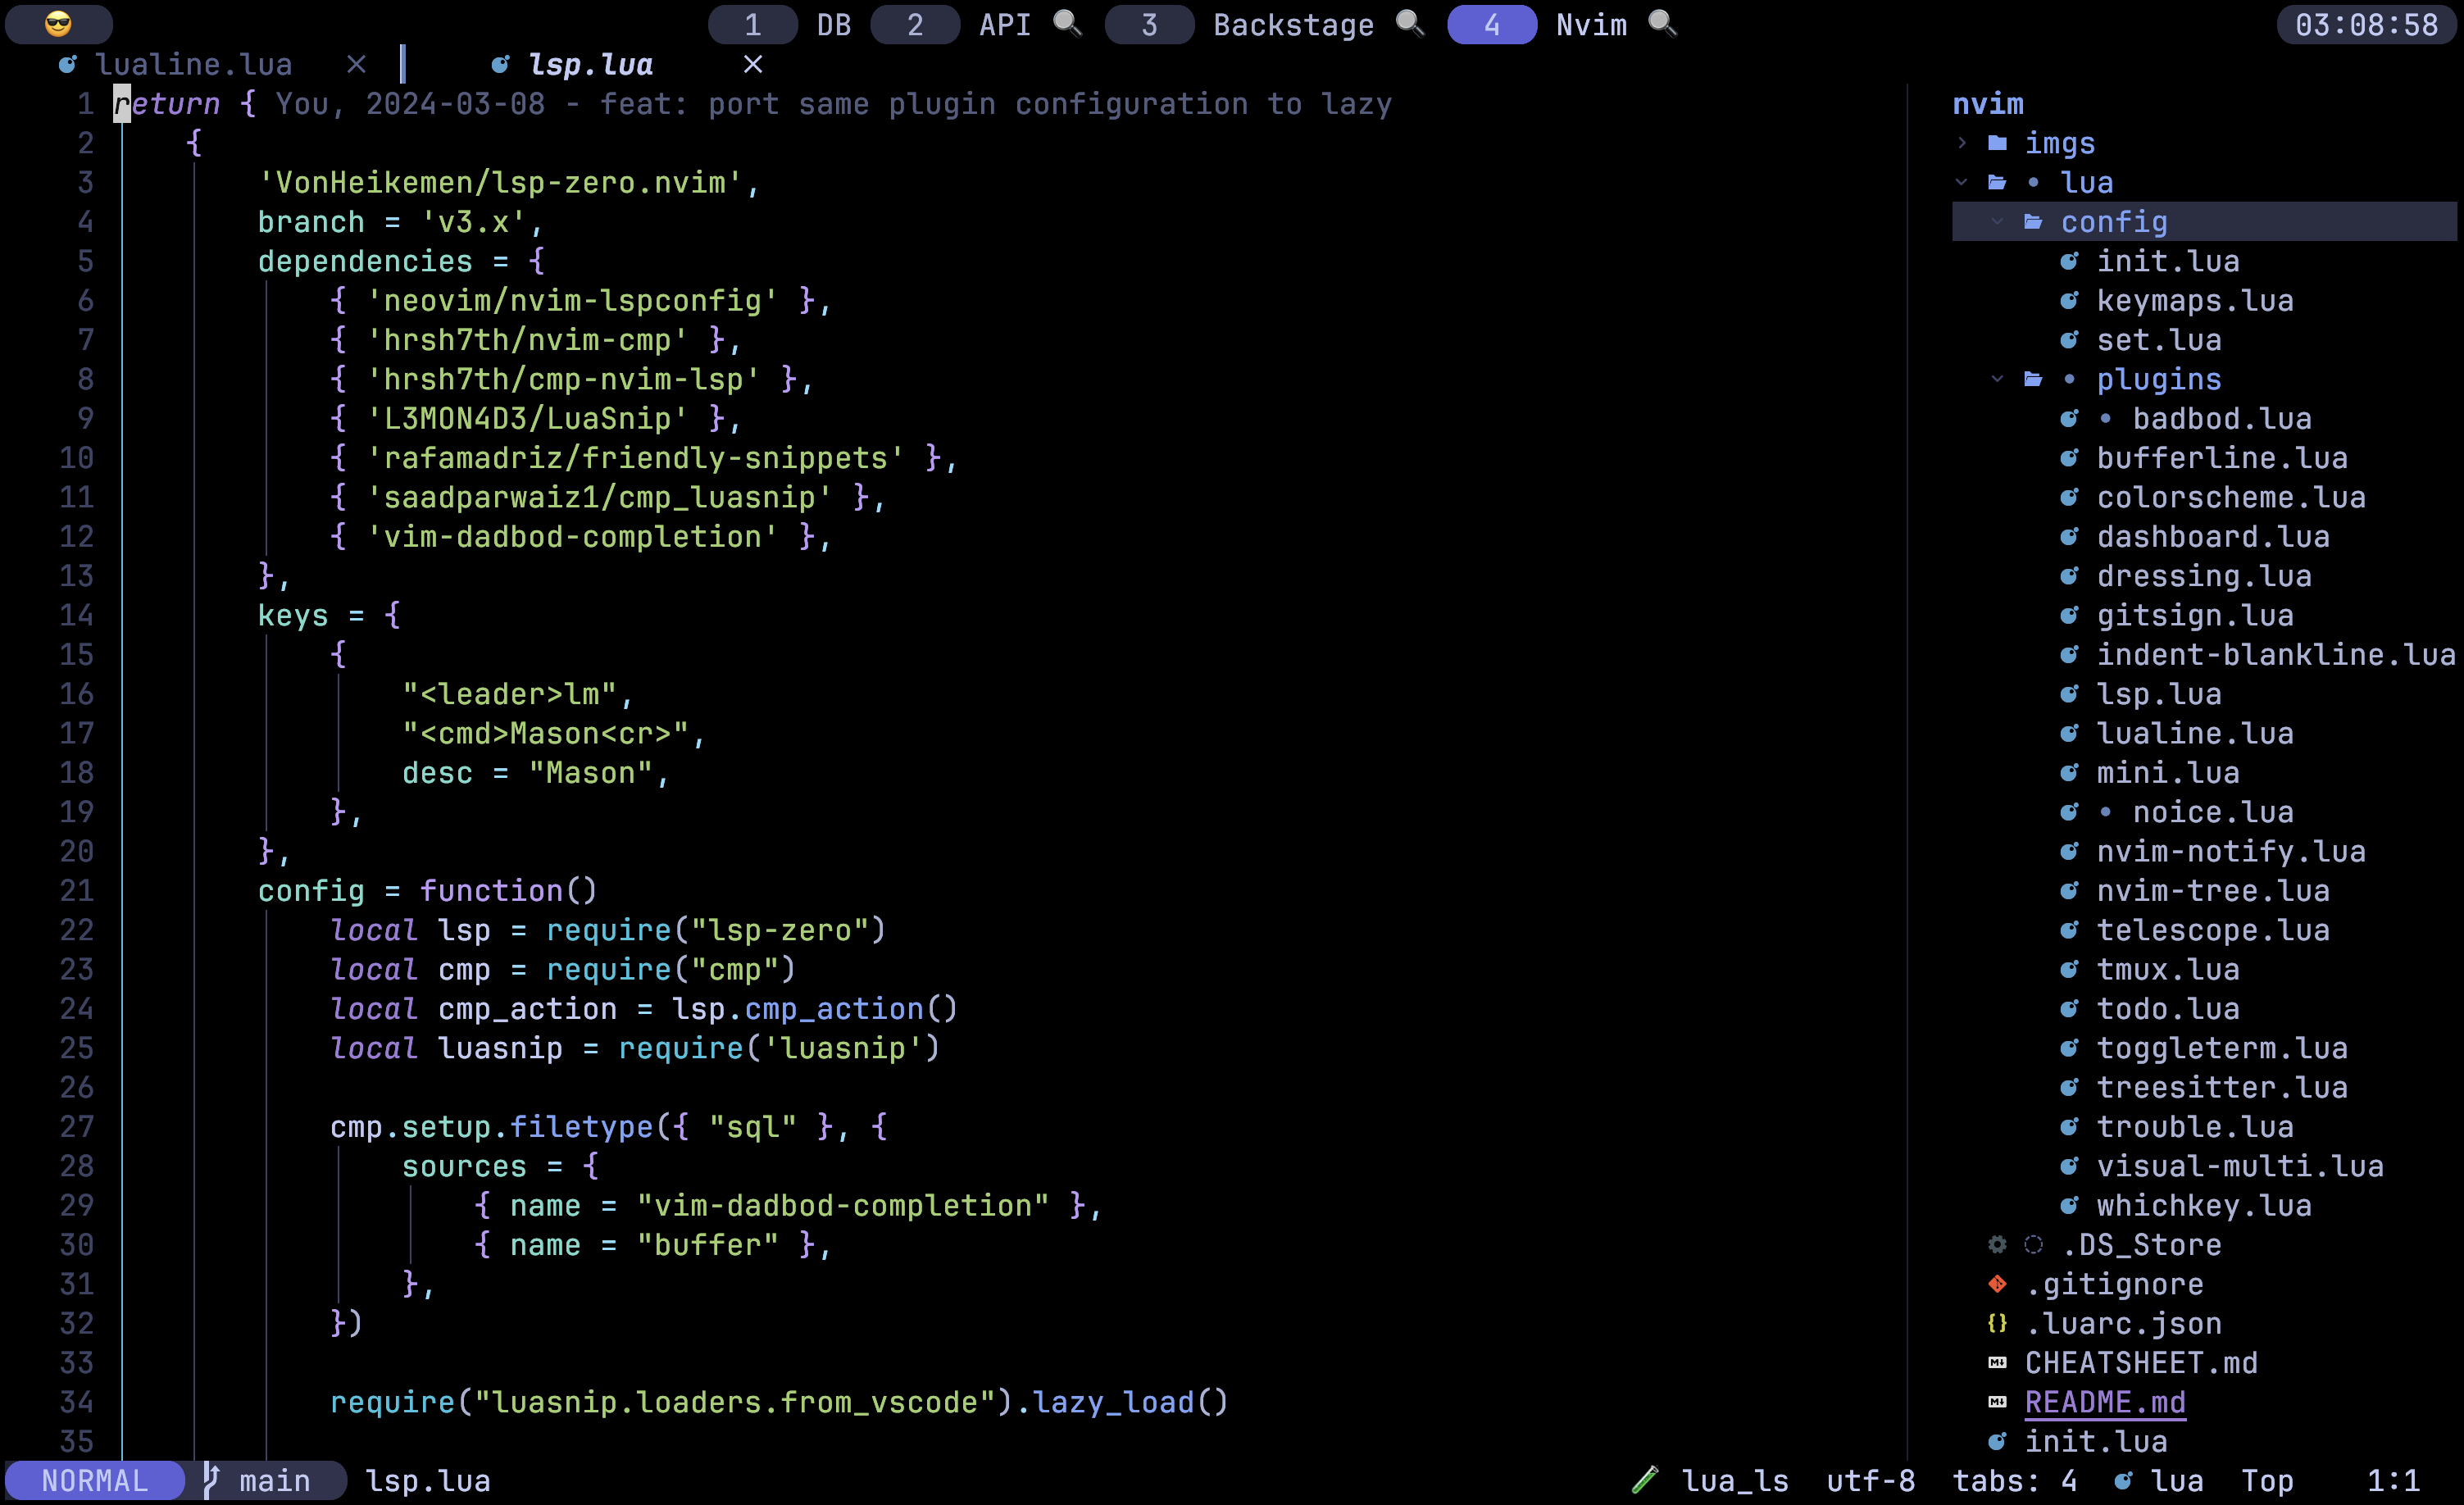 1 DB 2 API 3 Backstage 4 Nvim 03:08:58
lualine.lua × lsp.lua ×
1 return { You, 2024-03-08 - feat: port same plugin configuration to lazy
2 {
3 'VonHeikemen/lsp-zero.nvim',
4 branch = 'v3.x',
5 dependencies = {
6 { 'neovim/nvim-lspconfig' },
7 { 'hrsh7th/nvim-cmp' },
8 { 'hrsh7th/cmp-nvim-lsp' },
9 { 'L3MON4D3/LuaSnip' },
10 { 'rafamadriz/friendly-snippets' },
11 { 'saadparwaiz1/cmp_luasnip' },
12 { 'vim-dadbod-completion' },
13 },
14 keys = {
15 {
16 "<leader>lm",
17 "<cmd>Mason<cr>",
18 desc = "Mason",
19 },
20 },
21 config = function()
22 local lsp = require("lsp-zero")
23 local cmp = require("cmp")
24 local cmp_action = lsp.cmp_action()
25 local luasnip = require('luasnip')
26
27 cmp.setup.filetype({ "sql" }, {
28 sources = {
29 { name = "vim-dadbod-completion" },
30 { name = "buffer" },
31 },
32 })
33
34 require("luasnip.loaders.from_vscode").lazy_load()
35
nvim
imgs
lua
config
init.lua
keymaps.lua
set.lua
plugins
badbod.lua
bufferline.lua
colorscheme.lua
dashboard.lua
dressing.lua
gitsign.lua
indent-blankline.lua
lsp.lua
lualine.lua
mini.lua
noice.lua
nvim-notify.lua
nvim-tree.lua
telescope.lua
tmux.lua
todo.lua
toggleterm.lua
treesitter.lua
trouble.lua
visual-multi.lua
whichkey.lua
.DS_Store
.gitignore
{} .luarc.json
CHEATSHEET.md
README.md
init.lua
NORMAL main lsp.lua lua_ls utf-8 tabs: 4 lua Top 1:1